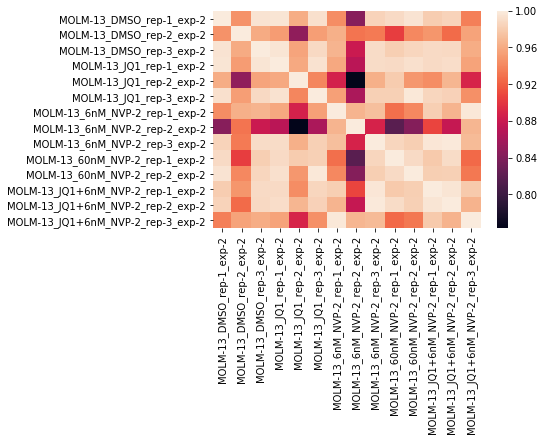 MOLM-13_DMSO_rep-1_exp-2
MOLM-13_DMSO_rep-2_exp-2
MOLM-13_DMSO_rep-3_exp-2
MOLM-13_JQ1_rep-1_exp-2
MOLM-13_JQ1_rep-2_exp-2
MOLM-13_JQ1_rep-3_exp-2
MOLM-13_6nM_NVP-2_rep-1_exp-2
MOLM-13_6nM_NVP-2_rep-2_exp-2
MOLM-13_6nM_NVP-2_rep-3_exp-2
MOLM-13_60nM_NVP-2_rep-1_exp-2
MOLM-13_60nM_NVP-2_rep-2_exp-2
MOLM-13_JQ1+6nM_NVP-2_rep-1_exp-2
MOLM-13_JQ1+6nM_NVP-2_rep-2_exp-2
MOLM-13_JQ1+6nM_NVP-2_rep-3_exp-2
1.00
0.96
0.92
0.88
0.84
0.80
MOLM-13_DMSO_rep-1_exp-2
MOLM-13_DMSO_rep-2_exp-2
MOLM-13_DMSO_rep-3_exp-2
MOLM-13_JQ1_rep-1_exp-2
MOLM-13_JQ1_rep-2_exp-2
MOLM-13_JQ1_rep-3_exp-2
MOLM-13_6nM_NVP-2_rep-1_exp-2
MOLM-13_6nM_NVP-2_rep-2_exp-2
MOLM-13_6nM_NVP-2_rep-3_exp-2
MOLM-13_60nM_NVP-2_rep-1_exp-2
MOLM-13_60nM_NVP-2_rep-2_exp-2
MOLM-13_JQ1+6nM_NVP-2_rep-1_exp-2
MOLM-13_JQ1+6nM_NVP-2_rep-2_exp-2
MOLM-13_JQ1+6nM_NVP-2_rep-3_exp-2